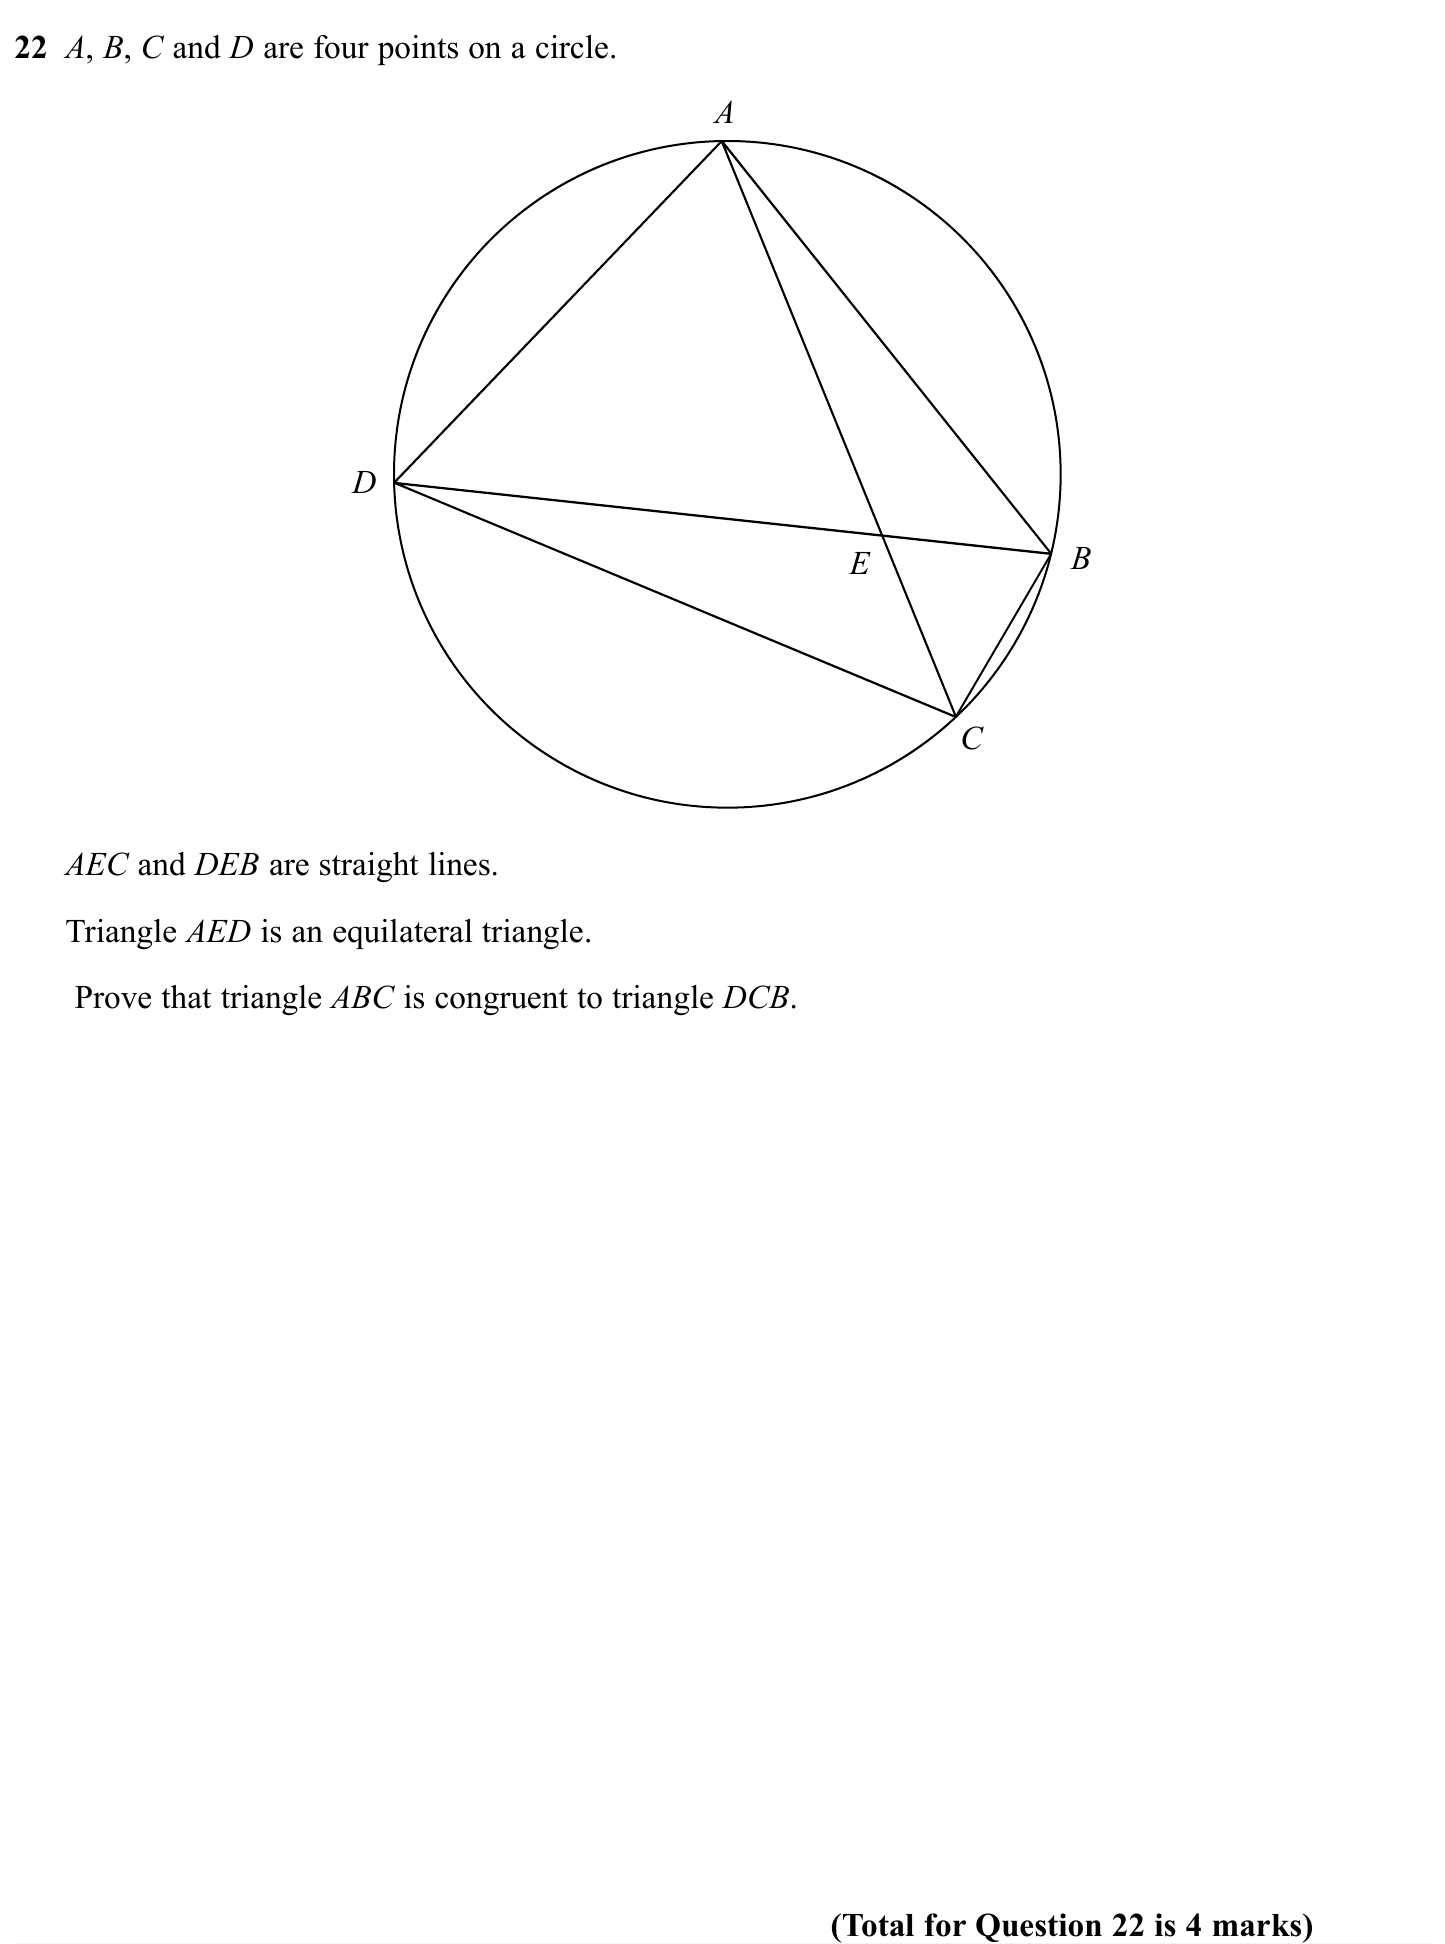 22 A, B, C and D are four points on a circle.
A
D
E
B
C
AEC and DEB are straight lines.
Triangle AED is an equilateral triangle.
Prove that triangle ABC is congruent to triangle DCB.
(Total for Question 22 is 4 marks)